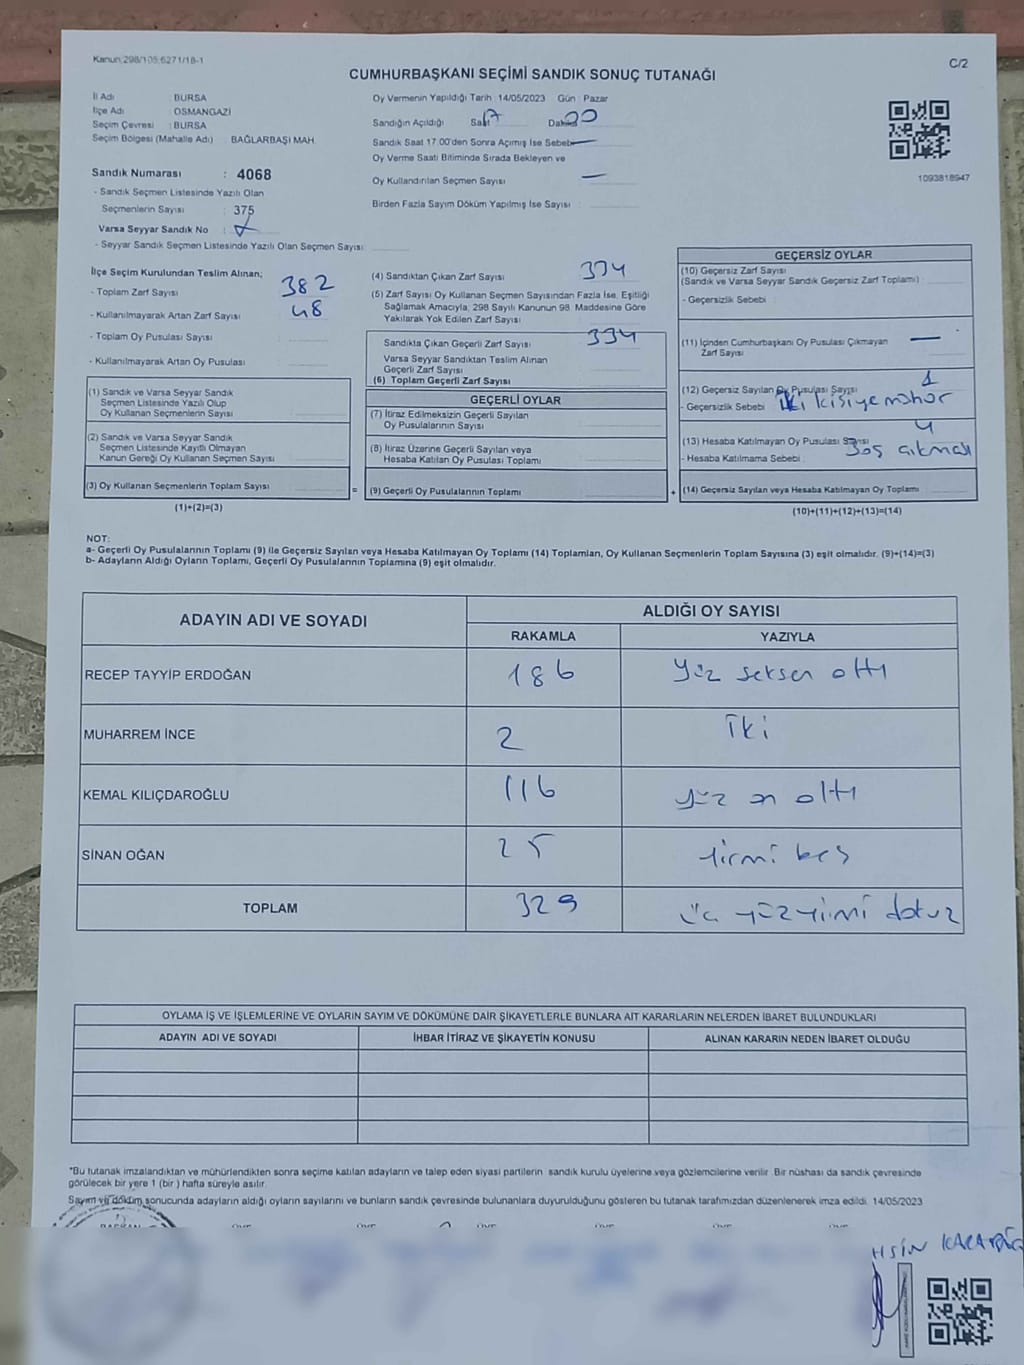 Kanun:298/105,6271/18-1
C/2
CUMHURBAŞKANI SEÇİMİ SANDIK SONUÇ TUTANAĞI
İl Adı : BURSA
İlçe Adı : OSMANGAZİ
Seçim Çevresi : BURSA
Seçim Bölgesi (Mahalle Adı) BAĞLARBAŞI MAH.
Oy Vermenin Yapıldığı Tarih 14/05/2023 Gün : Pazar
Sandığın Açıldığı Saat Dakika
Sandık Saat 17.00'den Sonra Açımış İse Sebebi —
Oy Verme Saati Bitiminde Sırada Bekleyen ve
Oy Kullandırılan Seçmen Sayısı : —
Birden Fazla Sayım Döküm Yapılmış İse Sayısı :
1093818947
Sandık Numarası : 4068
- Sandık Seçmen Listesinde Yazılı Olan
Seçmenlerin Sayısı : 375
Varsa Seyyar Sandık No :
- Seyyar Sandık Seçmen Listesinde Yazılı Olan Seçmen Sayısı:
İlçe Seçim Kurulundan Teslim Alınan;
- Toplam Zarf Sayısı : 382
- Kullanılmayarak Artan Zarf Sayısı : 48
- Toplam Oy Pusulası Sayısı :
- Kullanılmayarak Artan Oy Pusulası :
(1) Sandık ve Varsa Seyyar Sandık
Seçmen Listesinde Yazılı Olup
Oy Kullanan Seçmenlerin Sayısı :
(2) Sandık ve Varsa Seyyar Sandık
Seçmen Listesinde Kayıtlı Olmayan
Kanun Gereği Oy Kullanan Seçmen Sayısı :
(3) Oy Kullanan Seçmenlerin Toplam Sayısı :
(1)+(2)=(3)
(4) Sandıktan Çıkan Zarf Sayısı : 334
(5) Zarf Sayısı Oy Kullanan Seçmen Sayısından Fazla İse, Eşitliği
Sağlamak Amacıyla, 298 Sayılı Kanunun 98. Maddesine Göre
Yakılarak Yok Edilen Zarf Sayısı :
Sandıkta Çıkan Geçerli Zarf Sayısı : 334
Varsa Seyyar Sandıktan Teslim Alınan
Geçerli Zarf Sayısı :
(6) Toplam Geçerli Zarf Sayısı :
=
GEÇERLİ OYLAR
(7) İtiraz Edilmeksizin Geçerli Sayılan
Oy Pusulalarının Sayısı :
(8) İtiraz Üzerine Geçerli Sayılan veya
Hesaba Katılan Oy Pusulası Toplamı :
(9) Geçerli Oy Pusulalarının Toplamı :
+
GEÇERSİZ OYLAR
(10) Geçersiz Zarf Sayısı
(Sandık ve Varsa Seyyar Sandık Geçersiz Zarf Toplamı) :
- Geçersizlik Sebebi :
(11) İçinden Cumhurbaşkanı Oy Pusulası Çıkmayan
Zarf Sayısı : —
(12) Geçersiz Sayılan Oy Pusulası Sayısı : 1
- Geçersizlik Sebebi : İki kişiye mühür
(13) Hesaba Katılmayan Oy Pusulası Sayısı : 4
- Hesaba Katılmama Sebebi : Boş çıkması
(14) Geçersiz Sayılan veya Hesaba Katılmayan Oy Toplamı :
(10)+(11)+(12)+(13)=(14)
NOT:
a- Geçerli Oy Pusulalarının Toplamı (9) ile Geçersiz Sayılan veya Hesaba Katılmayan Oy Toplamı (14) Toplamları, Oy Kullanan Seçmenlerin Toplam Sayısına (3) eşit olmalıdır. (9)+(14)=(3)
b- Adayların Aldığı Oyların Toplamı, Geçerli Oy Pusulalarının Toplamına (9) eşit olmalıdır.
ADAYIN ADI VE SOYADI ALDIĞI OY SAYISI
RAKAMLA YAZIYLA
RECEP TAYYİP ERDOĞAN 186 Yüz seksen altı
MUHARREM İNCE 2 İki
KEMAL KILIÇDAROĞLU 116 yüz on altı
SİNAN OĞAN 25 Yirmi beş
TOPLAM 329 üç yüz yirmi dokuz
OYLAMA İŞ VE İŞLEMLERİNE VE OYLARIN SAYIM VE DÖKÜMÜNE DAİR ŞİKAYETLERLE BUNLARA AİT KARARLARIN NELERDEN İBARET BULUNDUKLARI
ADAYIN ADI VE SOYADI İHBAR İTİRAZ VE ŞİKAYETİN KONUSU ALINAN KARARIN NEDEN İBARET OLDUĞU
*Bu tutanak imzalandıktan ve mühürlendikten sonra seçime katılan adayların ve talep eden siyasi partilerin sandık kurulu üyelerine veya gözlemcilerine verilir. Bir nüshası da sandık çevresinde
görülecek bir yere 1 (bir ) hafta süreyle asılır.
Sayım ve döküm sonucunda adayların aldığı oyların sayılarını ve bunların sandık çevresinde bulunanlara duyurulduğunu gösteren bu tutanak tarafımızdan düzenlenerek imza edildi. 14/05/2023
BAŞKAN ÜYE ÜYE ÜYE ÜYE ÜYE